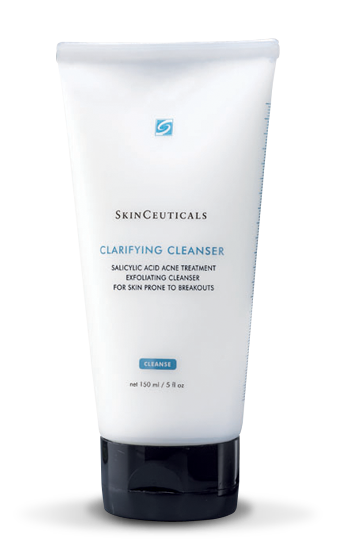 SKINCEUTICALS
CLARIFYING CLEANSER
SALICYLIC ACID ACNE TREATMENT
EXFOLIATING CLEANSER
FOR SKIN PRONE TO BREAKOUTS
CLEANSE
net 150 ml / 5 fl oz